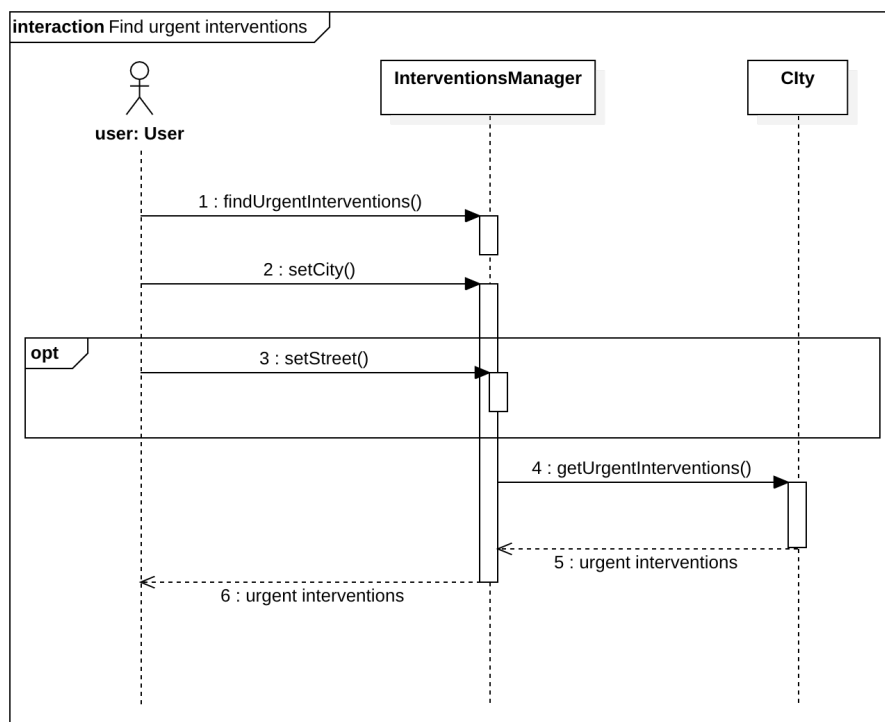 interaction Find urgent interventions
InterventionsManager
CIty
user: User
1 : findUrgentInterventions()
2 : setCity()
opt
3 : setStreet()
4 : getUrgentInterventions()
5 : urgent interventions
6 : urgent interventions